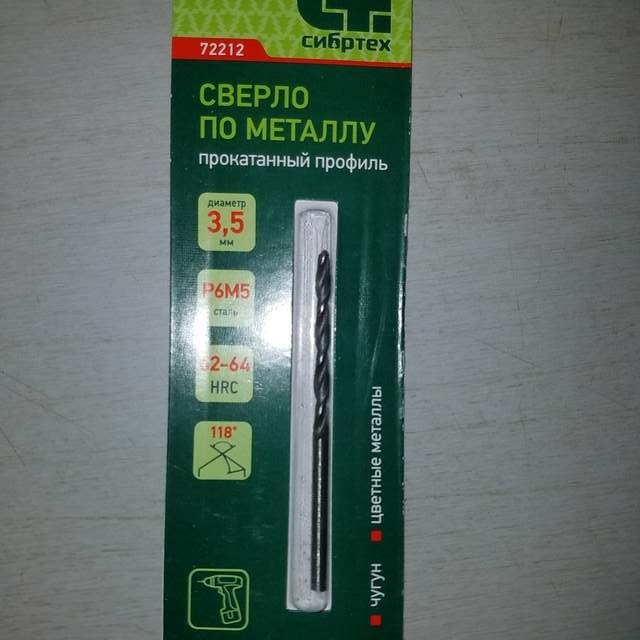 сибртех
72212
СВЕРЛО
ПО МЕТАЛЛУ
прокатанный профиль
диаметр
3,5
мм
Р6М5
сталь
62-64
HRC
118°
чугун
цветные металлы